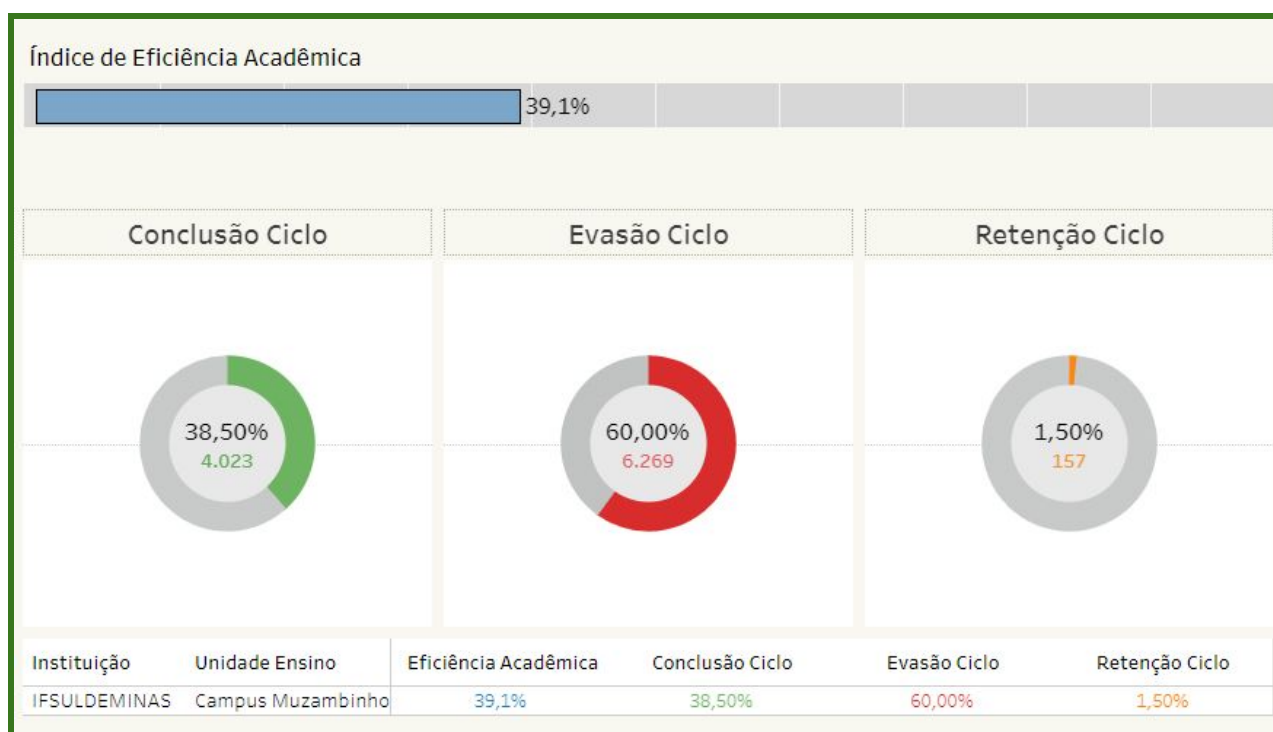 Índice de Eficiência Acadêmica
39,1%
Conclusão Ciclo
Evasão Ciclo
Retenção Ciclo
38,50%
4.023
60,00%
6.269
1,50%
157
Instituição Unidade Ensino Eficiência Acadêmica Conclusão Ciclo Evasão Ciclo Retenção Ciclo
IFSULDEMINAS Campus Muzambinho 39,1% 38,50% 60,00% 1,50%